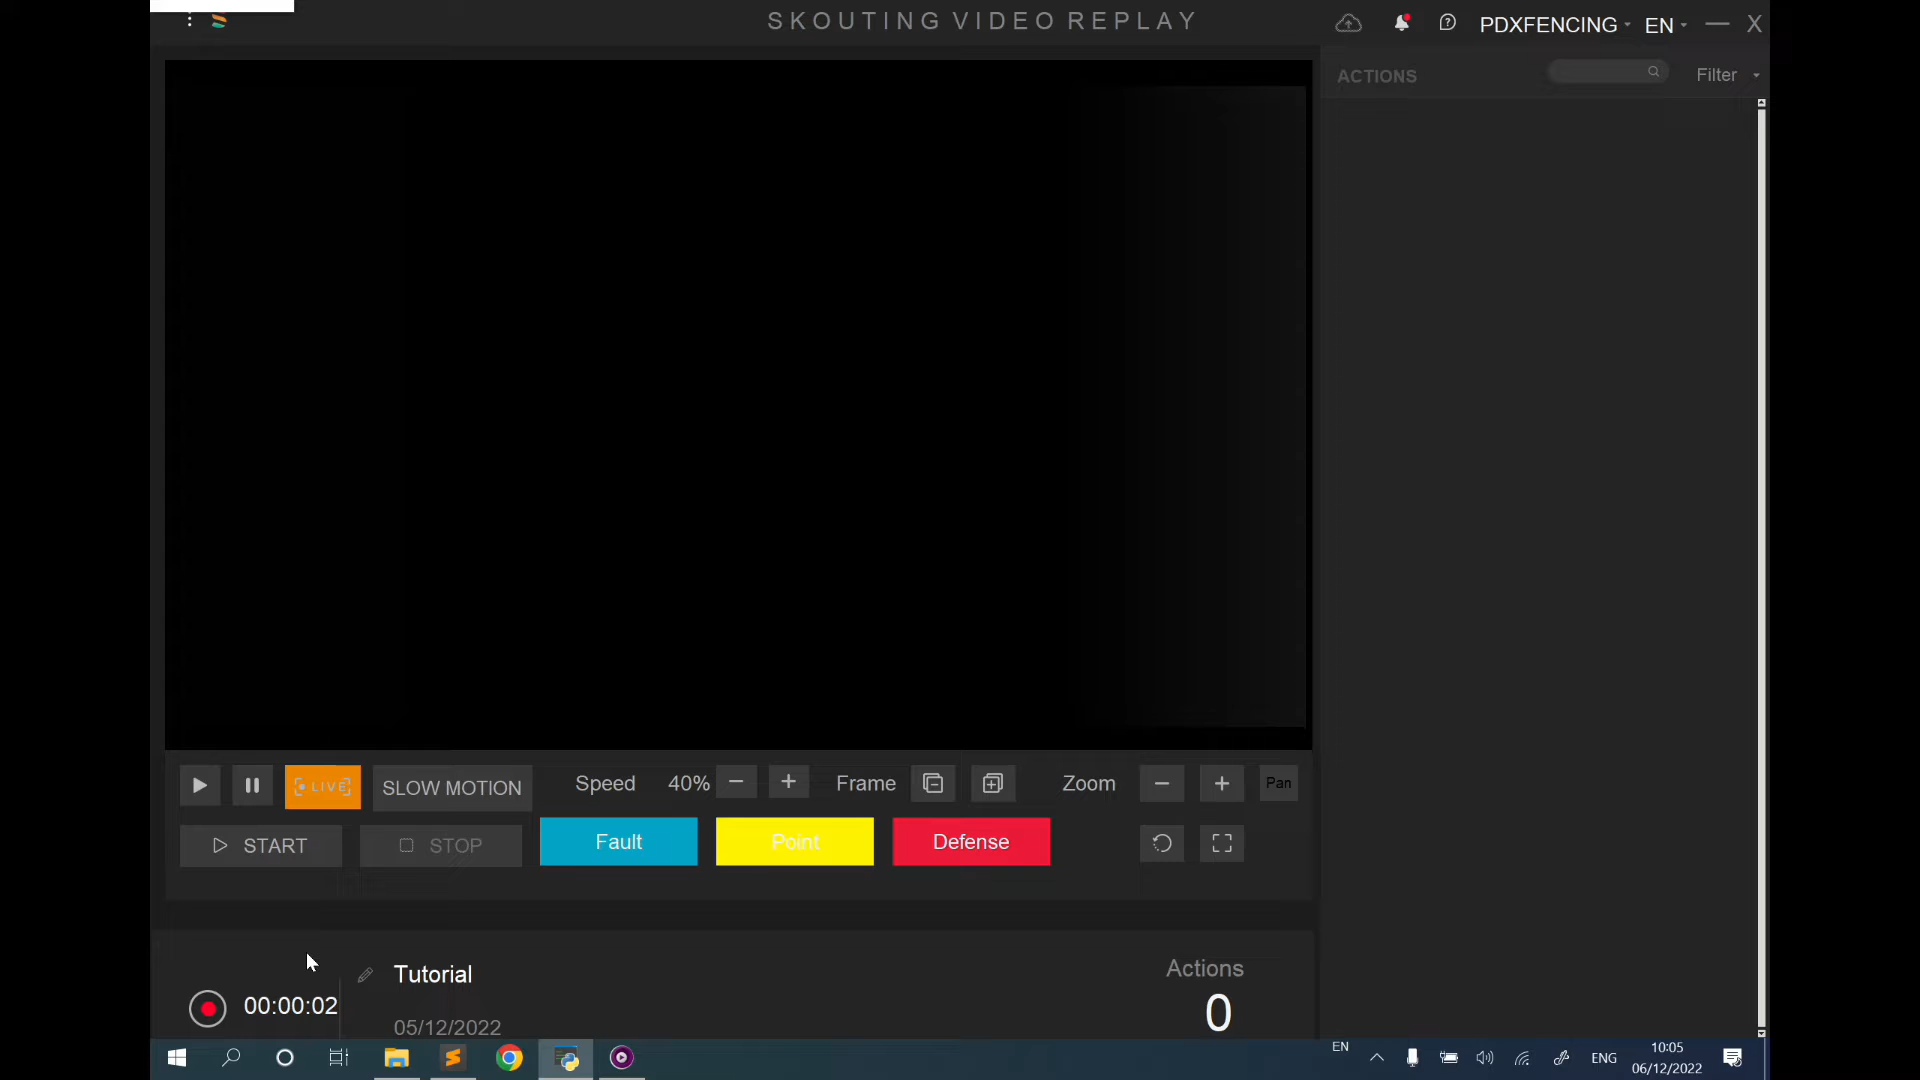 SKOUTING VIDEO REPLAY
PDXFENCING
EN
X
ACTIONS
Filter
LIVE
SLOW MOTION
Speed 40%
Frame
Zoom
Pan
START
STOP
Fault
Point
Defense
Tutorial
00:00:02
05/12/2022
Actions
0
EN
ENG
10:05
06/12/2022